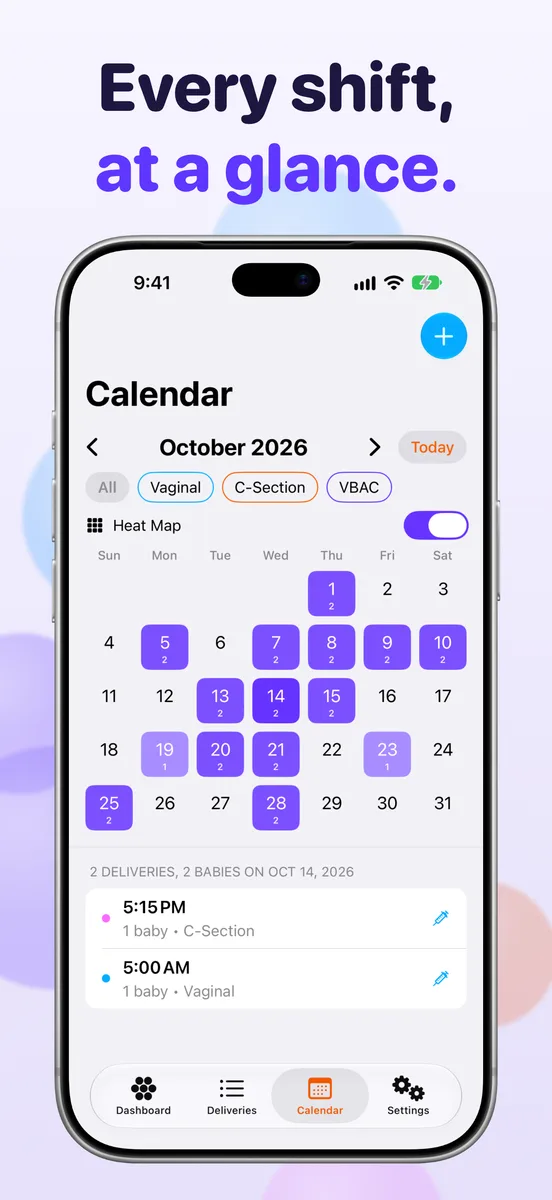 Every shift,
at a glance.
9:41
+
Calendar
October 2026
Today
All Vaginal C-Section VBAC
Heat Map
Sun Mon Tue Wed Thu Fri Sat
1 2 3
2
4 5 6 7 8 9 10
2 2 2 2 2
11 12 13 14 15 16 17
2 2 2
18 19 20 21 22 23 24
1 2 2 1
25 26 27 28 29 30 31
2 2
2 DELIVERIES, 2 BABIES ON OCT 14, 2026
5:15 PM
1 baby • C-Section
5:00 AM
1 baby • Vaginal
Dashboard Deliveries Calendar Settings